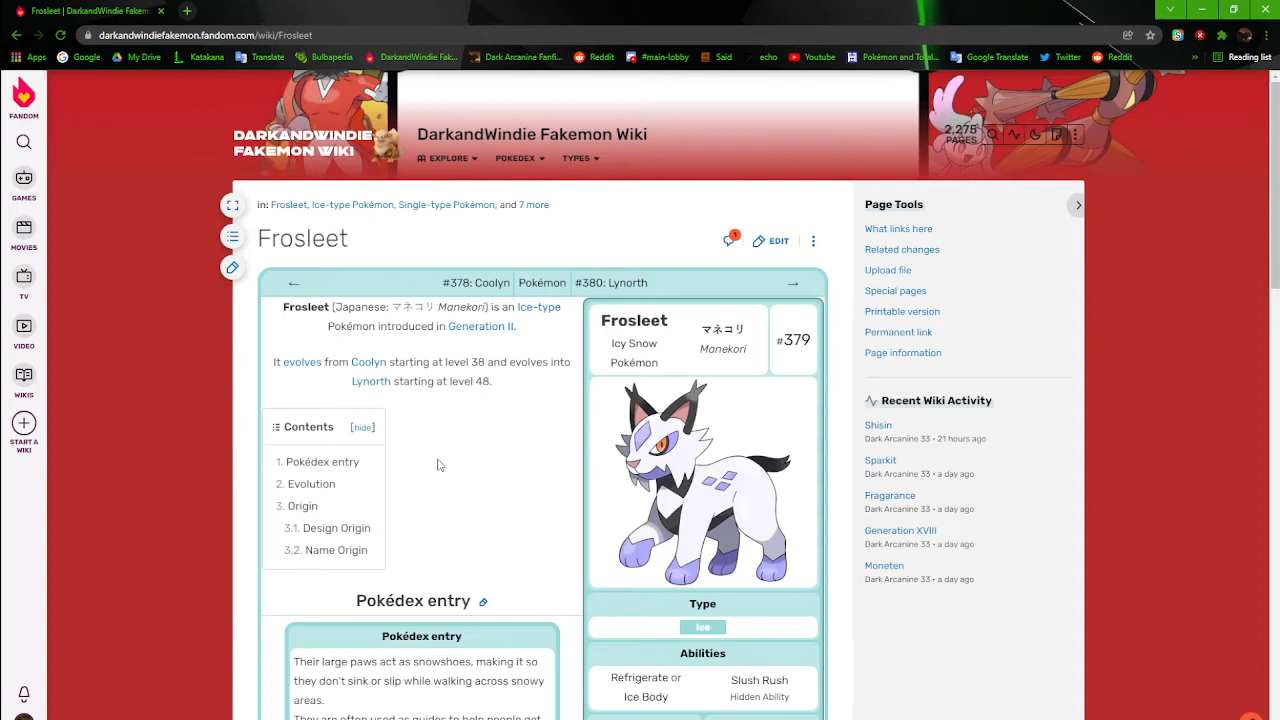 Frosleet | DarkandWindie Fakem
darkandwindiefakemon.fandom.com/wiki/Frosleet
Apps
Google
My Drive
Katakana
Translate
Bulbapedia
DarkandWindie Fak...
Dark Arcanine Fanfi...
Reddit
#main-lobby
Said
echo
Youtube
Pokémon and Total...
Google Translate
Twitter
Reddit
»
Reading list
FANDOM
GAMES
MOVIES
TV
VIDEO
WIKIS
START A
WIKI
DARKANDWINDIE
FAKEMON WIKI
DarkandWindie Fakemon Wiki
EXPLORE
POKEDEX
TYPES
2,275
PAGES
in: Frosleet, Ice-type Pokémon, Single-type Pokémon, and 7 more
Frosleet
1
EDIT
← #378: Coolyn Pokémon #380: Lynorth →
Frosleet (Japanese: マネコリ Manekori) is an Ice-type
Pokémon introduced in Generation II.
It evolves from Coolyn starting at level 38 and evolves into
Lynorth starting at level 48.
Contents [hide]
1. Pokédex entry
2. Evolution
3. Origin
3.1. Design Origin
3.2. Name Origin
Pokédex entry
Pokédex entry
Their large paws act as snowshoes, making it so
they don't sink or slip while walking across snowy
areas.
They are often used as guides to help people get
Frosleet
Icy Snow
Pokémon
マネコリ
Manekori
#379
Type
Ice
Abilities
Refrigerate or
Ice Body
Slush Rush
Hidden Ability
Page Tools
What links here
Related changes
Upload file
Special pages
Printable version
Permanent link
Page information
Recent Wiki Activity
Shisin
Dark Arcanine 33 • 21 hours ago
Sparkit
Dark Arcanine 33 • a day ago
Fragarance
Dark Arcanine 33 • a day ago
Generation XVIII
Dark Arcanine 33 • a day ago
Moneten
Dark Arcanine 33 • a day ago